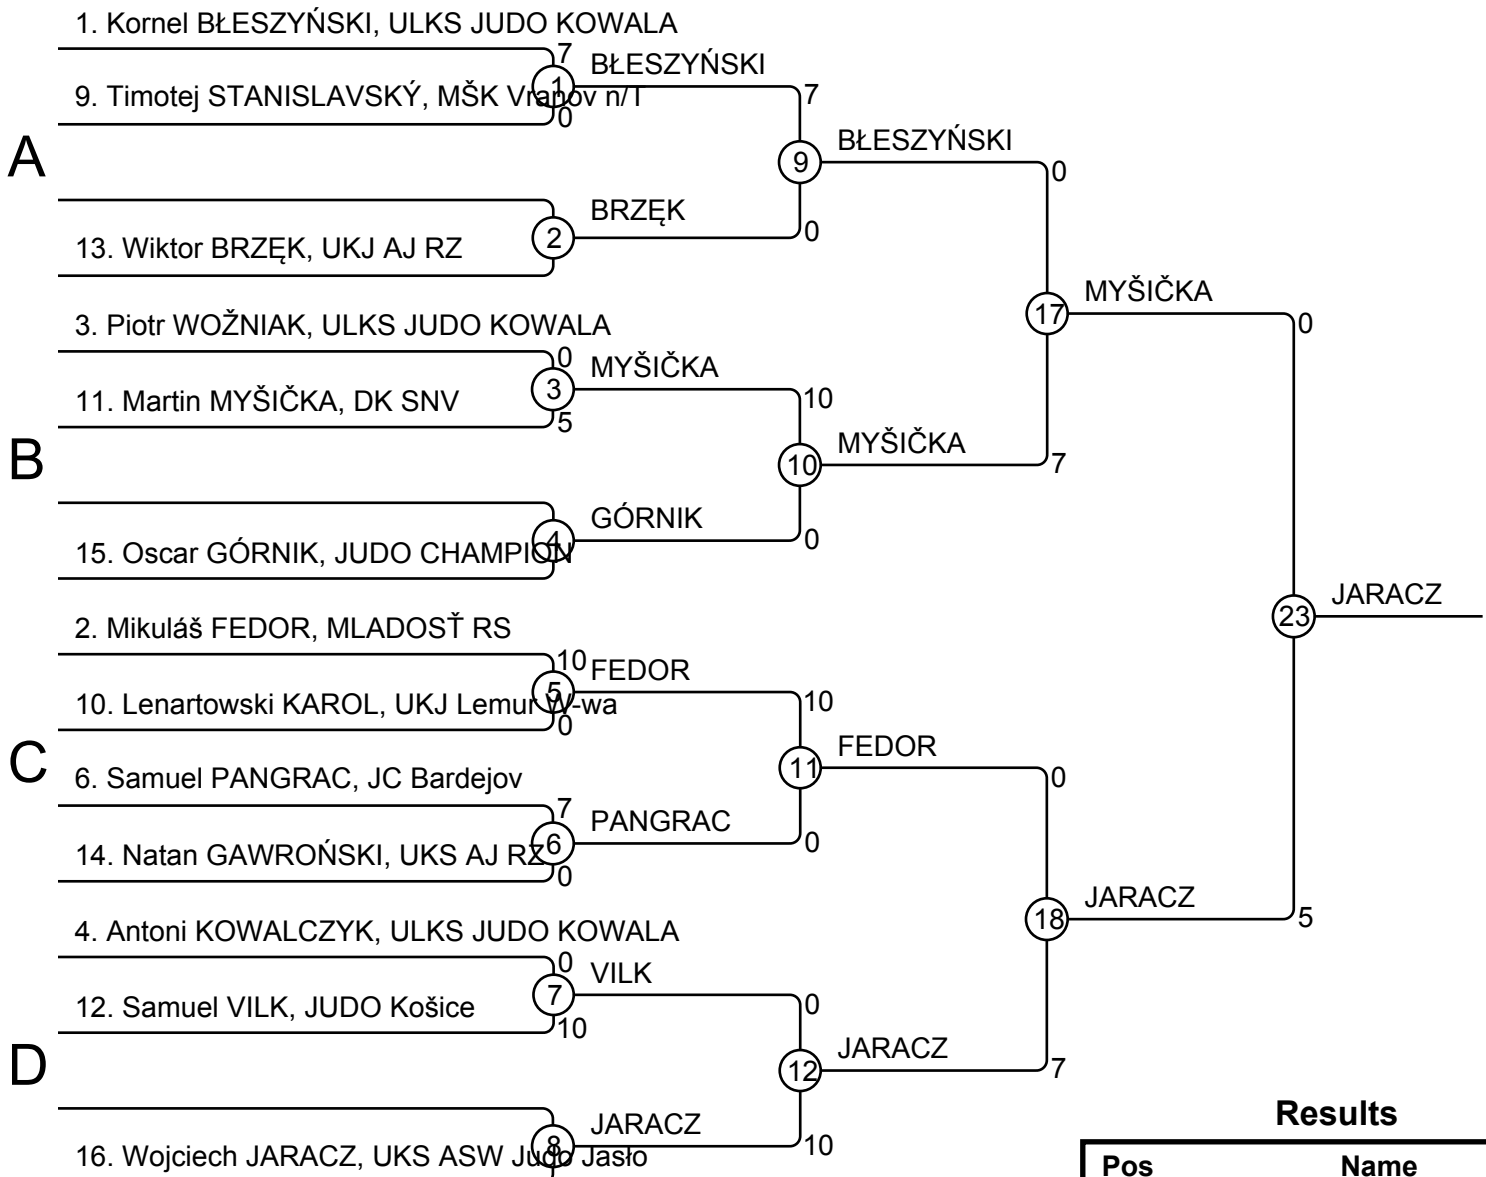 1. Kornel BŁESZYŃSKI, ULKS JUDO KOWALA
7
1
BŁESZYŃSKI
9. Timotej STANISLAVSKÝ, MŠK Vranov n/T
0
7
A
9
BŁESZYŃSKI
0
13. Wiktor BRZĘK, UKJ AJ RZ
2
BRZĘK
0
17
MYŠIČKA
0
3. Piotr WOŽNIAK, ULKS JUDO KOWALA
0
3
MYŠIČKA
11. Martin MYŠIČKA, DK SNV
5
10
B
10
MYŠIČKA
7
15. Oscar GÓRNIK, JUDO CHAMPION
4
GÓRNIK
0
23
JARACZ
2. Mikuláš FEDOR, MLADOSŤ RS
10
5
FEDOR
10. Lenartowski KAROL, UKJ Lemur W-wa
0
10
C
11
FEDOR
0
6. Samuel PANGRAC, JC Bardejov
7
6
PANGRAC
0
14. Natan GAWROŃSKI, UKS AJ RZ
0
18
JARACZ
5
4. Antoni KOWALCZYK, ULKS JUDO KOWALA
0
7
VILK
12. Samuel VILK, JUDO Košice
10
0
D
12
JARACZ
7
16. Wojciech JARACZ, UKS ASW Judo Jasło
8
JARACZ
10
Results
Pos Name